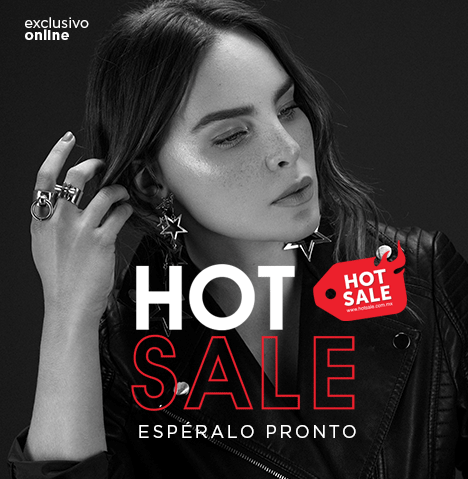 exclusivo
online
HOT
SALE
HOT
SALE
www.hotsale.com.mx
ESPÉRALO PRONTO